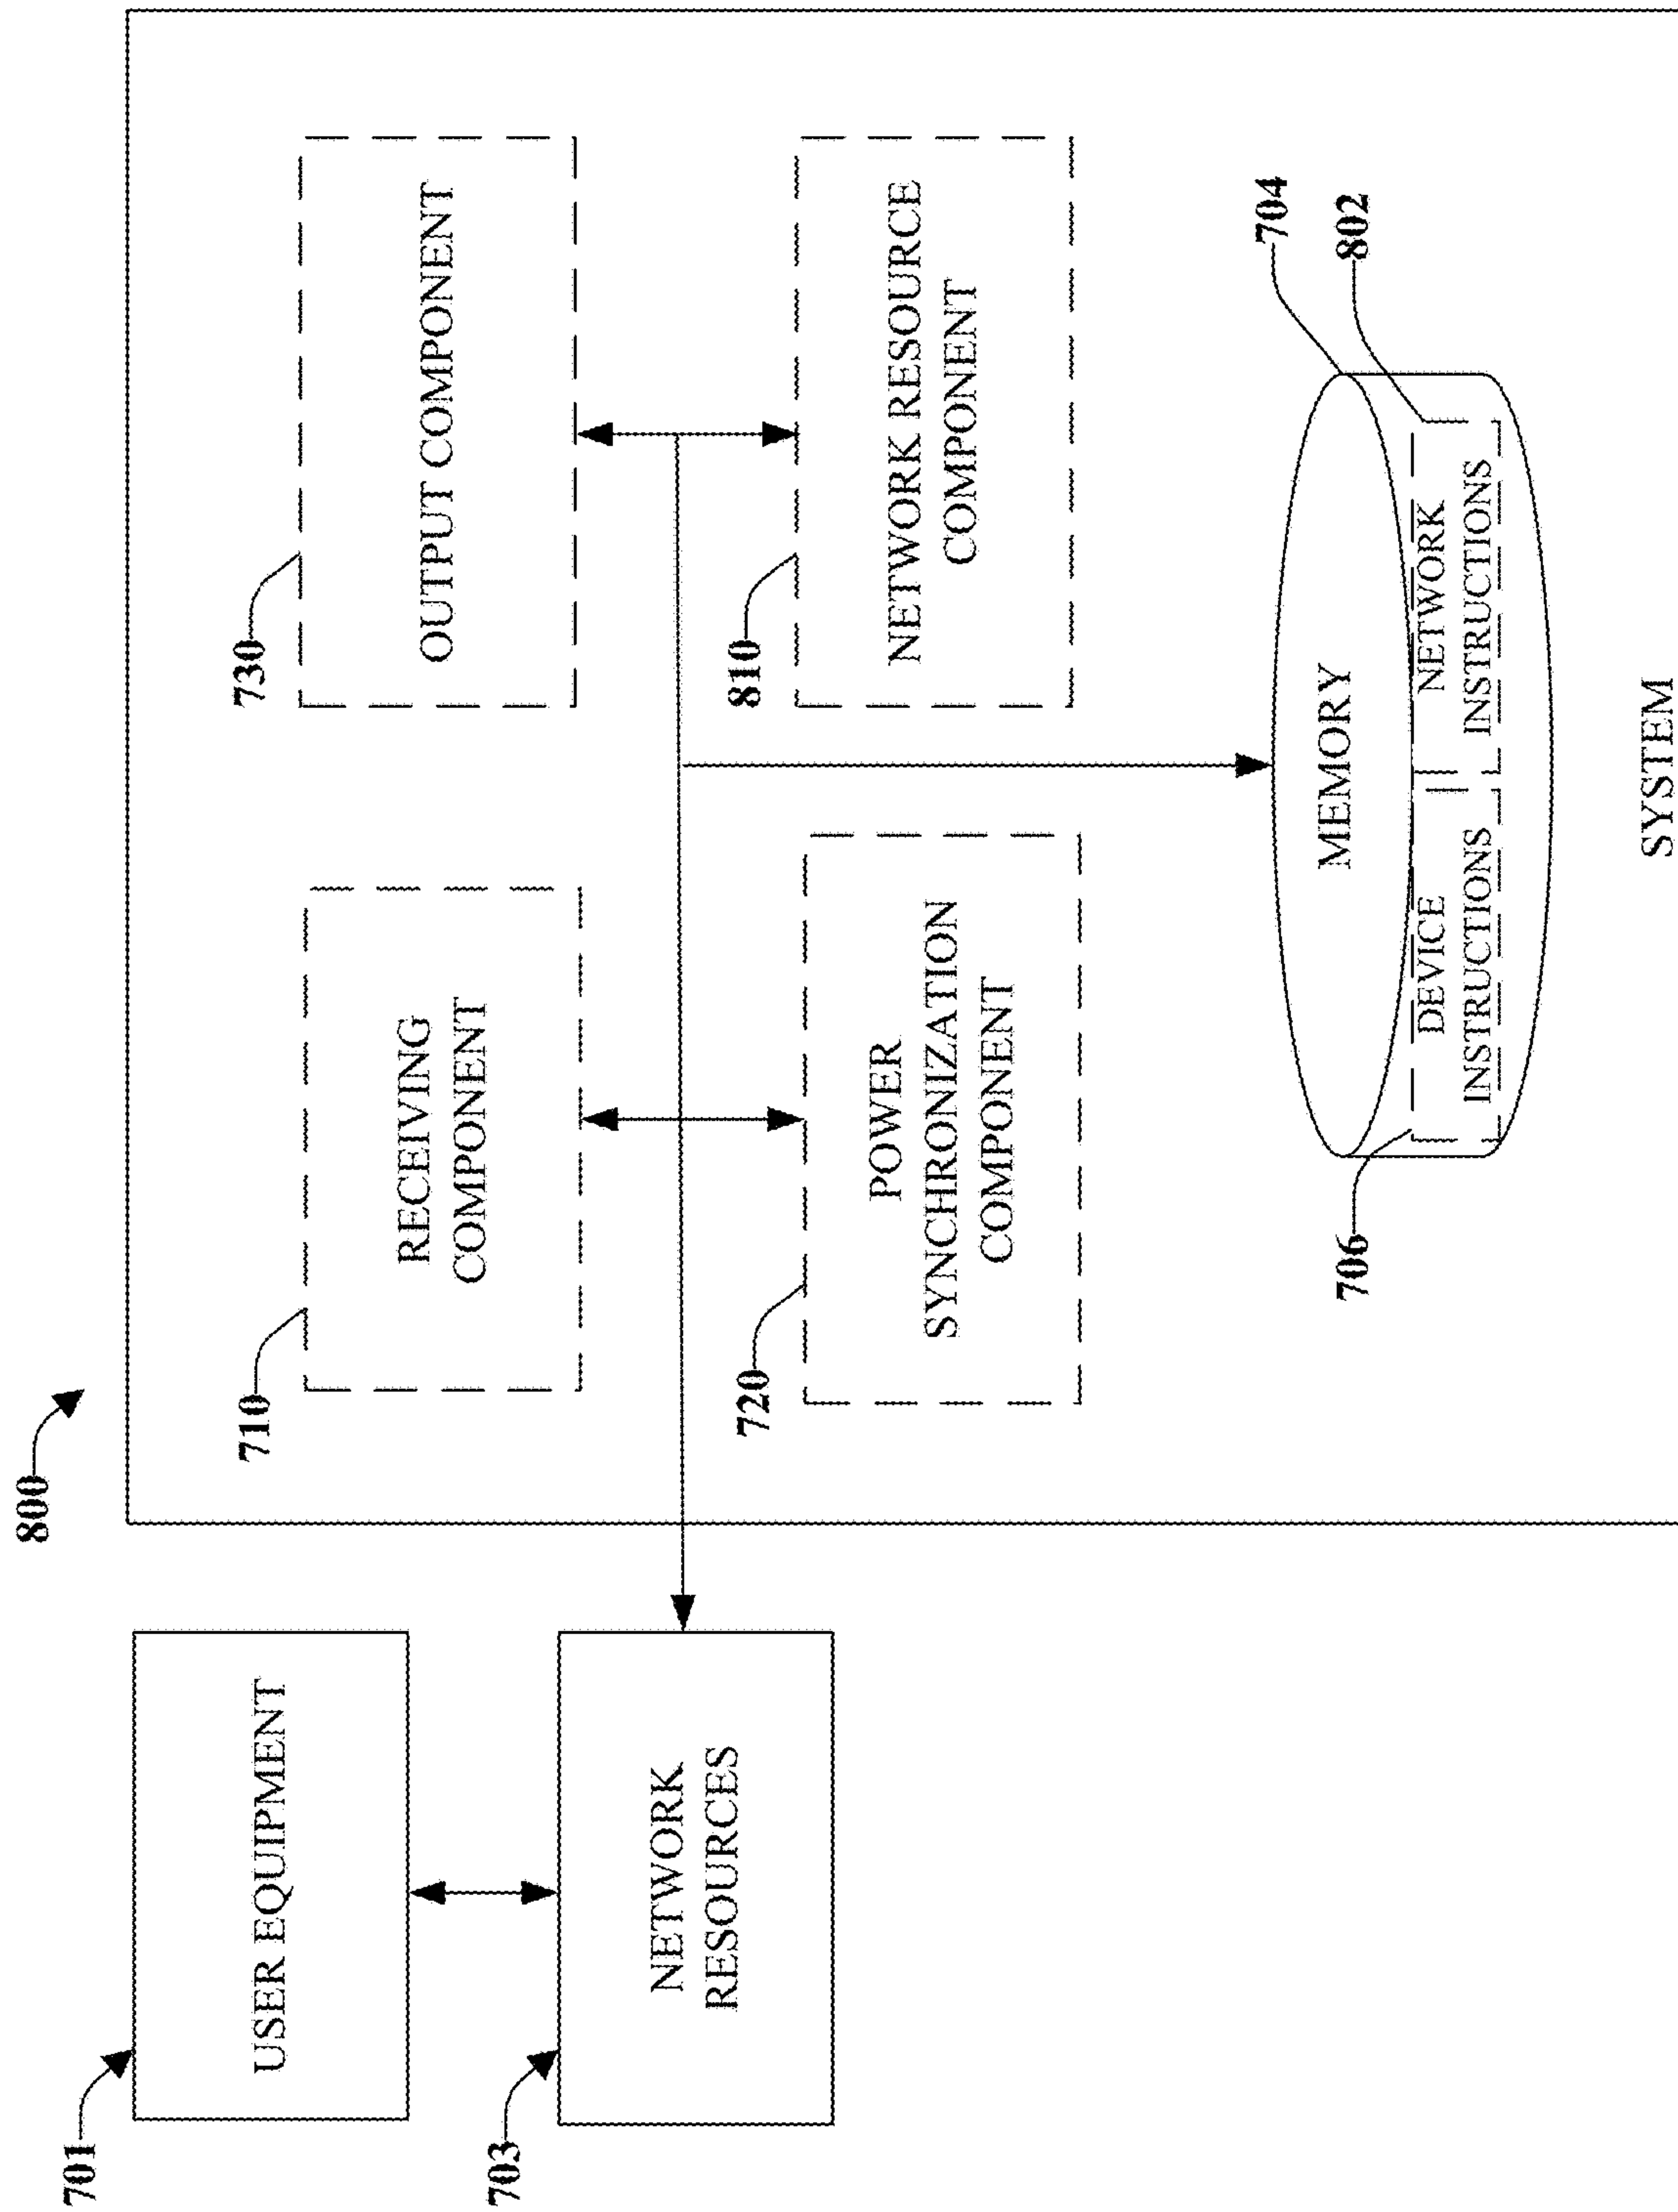 800
701
USER EQUIPMENT
703
NETWORK
RESOURCES
710
RECEIVING
COMPONENT
730
OUTPUT COMPONENT
720
POWER
SYNCHRONIZATION
COMPONENT
810
NETWORK RESOURCE
COMPONENT
704
MEMORY
802
706
DEVICE
INSTRUCTIONS
NETWORK
INSTRUCTIONS
SYSTEM